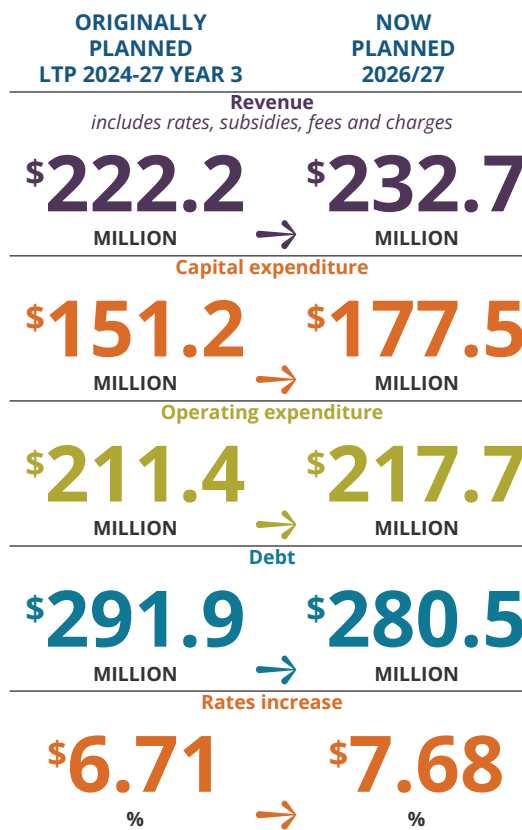 ORIGINALLY PLANNED LTP 2024-27 YEAR 3
NOW PLANNED 2026/27
Revenue
includes rates, subsidies, fees and charges
$222.2 $232.7
MILLION MILLION
Capital expenditure
$151.2 $177.5
MILLION MILLION
Operating expenditure
$211.4 $217.7
MILLION MILLION
Debt
$291.9 $280.5
MILLION MILLION
Rates increase
$6.71 $7.68
% %